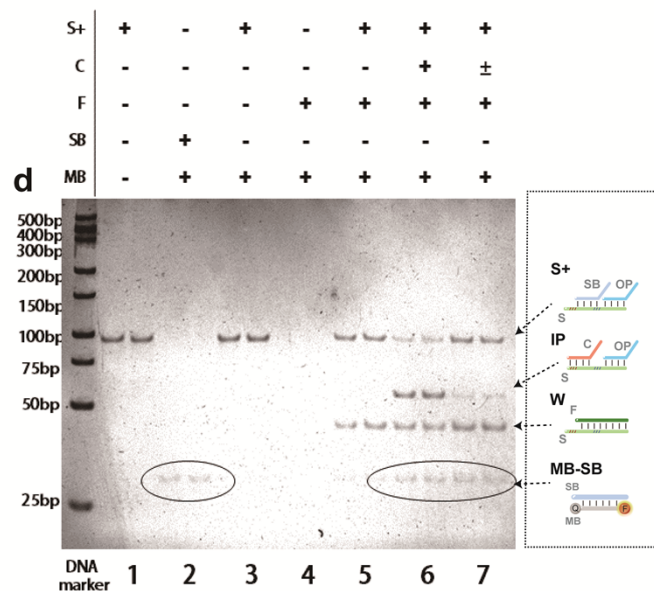 S+ + - + - + + +
C - - - - - + ±
F - - - + + + +
SB - + - - - - -
MB - + + + + + +
d
500bp
400bp
300bp
200bp
150bp
100bp
75bp
50bp
25bp
DNA marker 1 2 3 4 5 6 7
S+
SB OP
S
IP
C OP
S
W
F
S
MB-SB
SB
Q F
MB